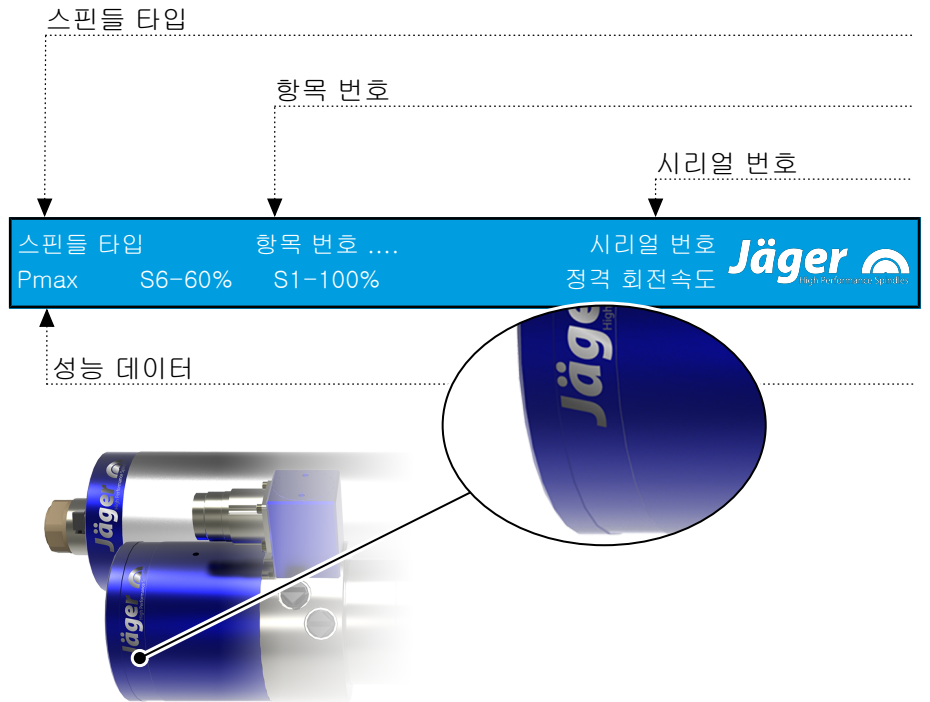 스핀들 타입
항목 번호
시리얼 번호
스핀들 타입 항목 번호 .... 시리얼 번호
Pmax S6-60% S1-100% 정격 회전속도
Jäger
High Performance Spindles
성능 데이터
Jäge
High
Jäger
Jäger